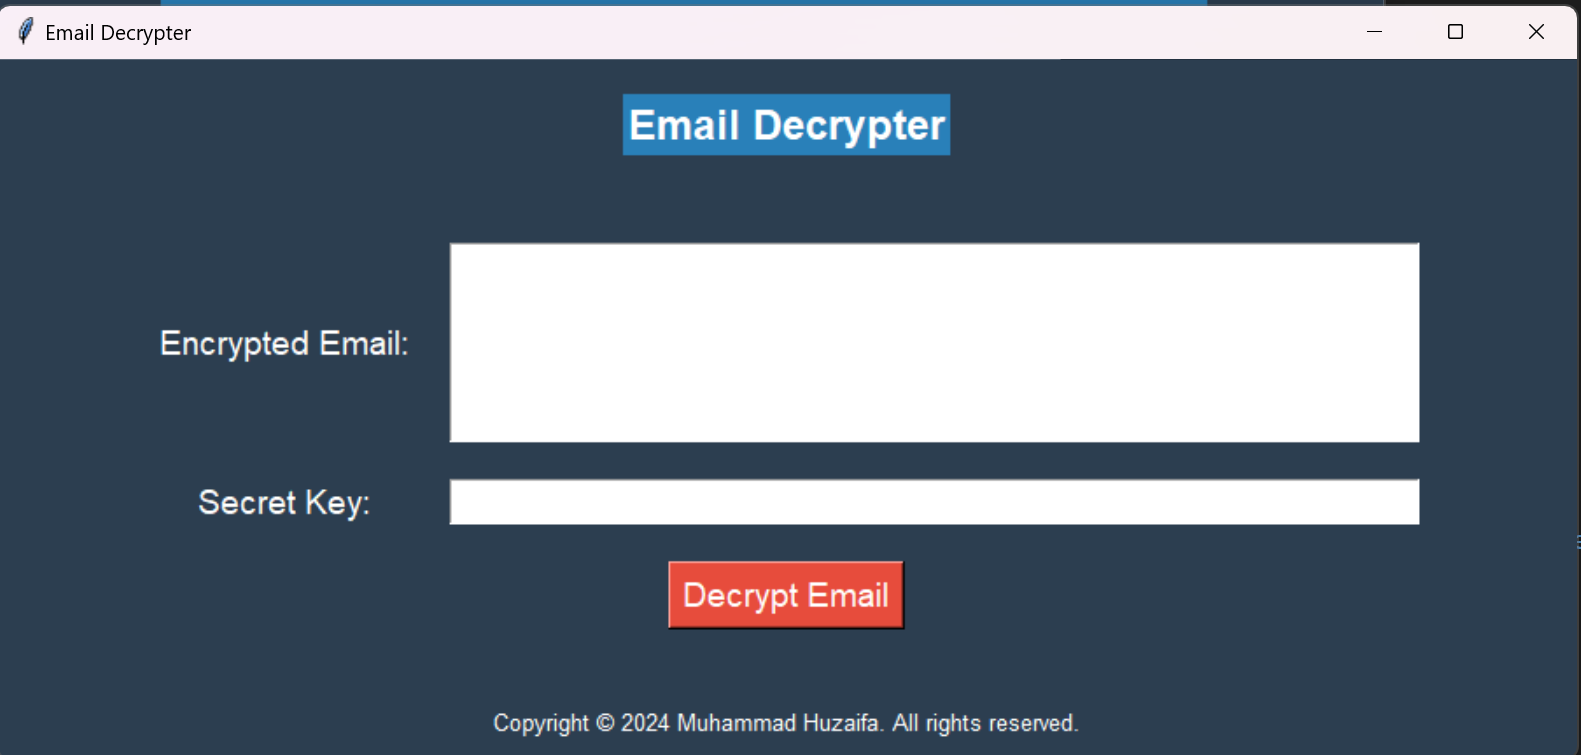 Email Decrypter
Email Decrypter
Encrypted Email:
Secret Key:
Decrypt Email
Copyright © 2024 Muhammad Huzaifa. All rights reserved.